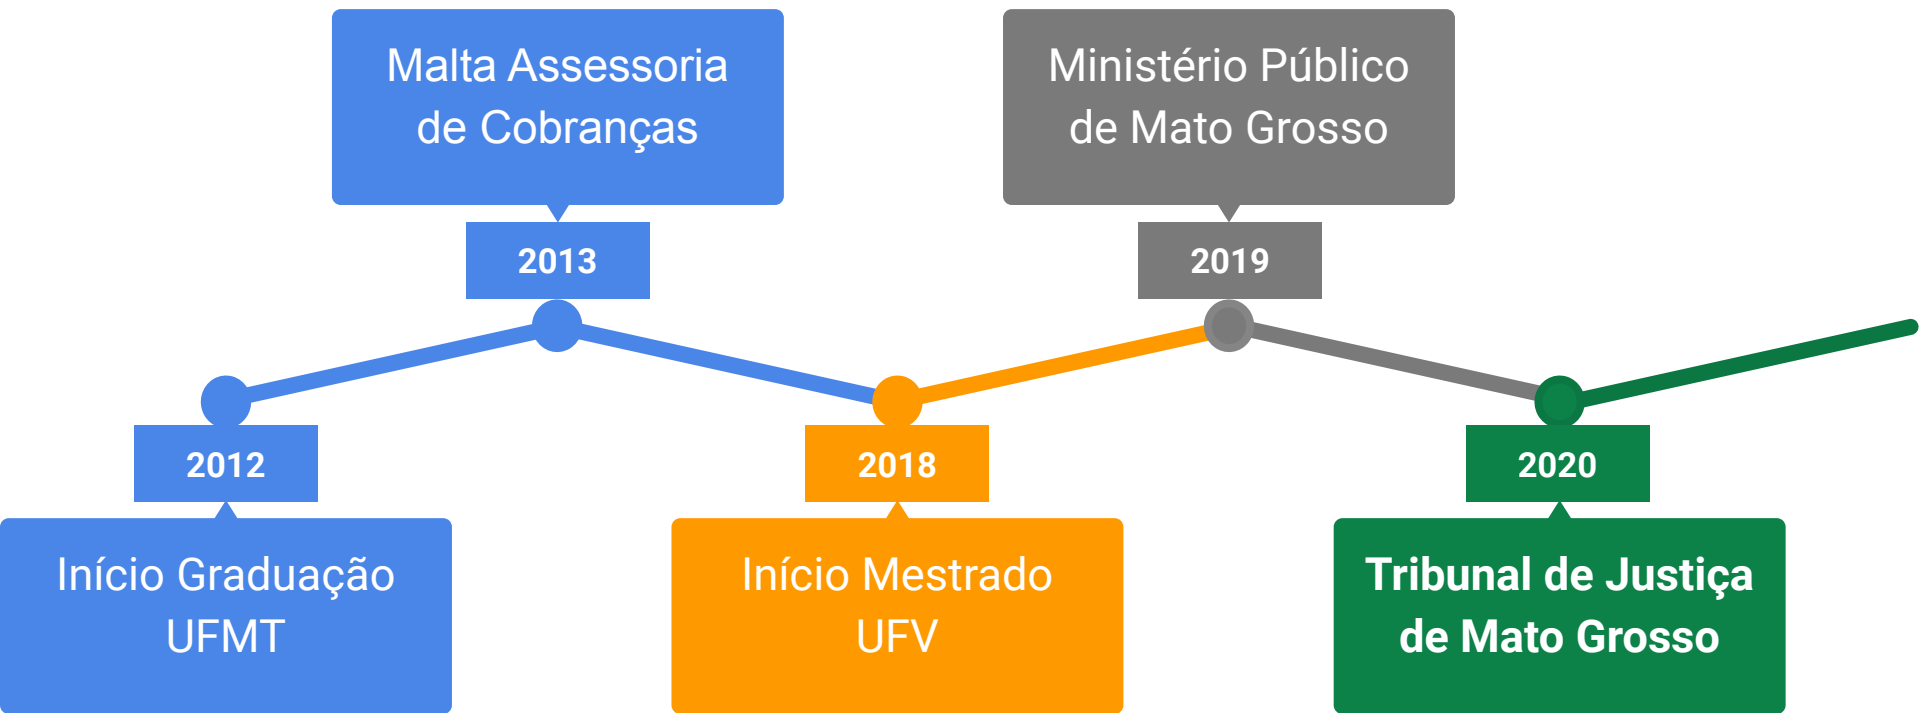 Malta Assessoria
de Cobranças
Ministério Público
de Mato Grosso
2013
2019
2012
2018
2020
Início Graduação
UFMT
Início Mestrado
UFV
Tribunal de Justiça
de Mato Grosso